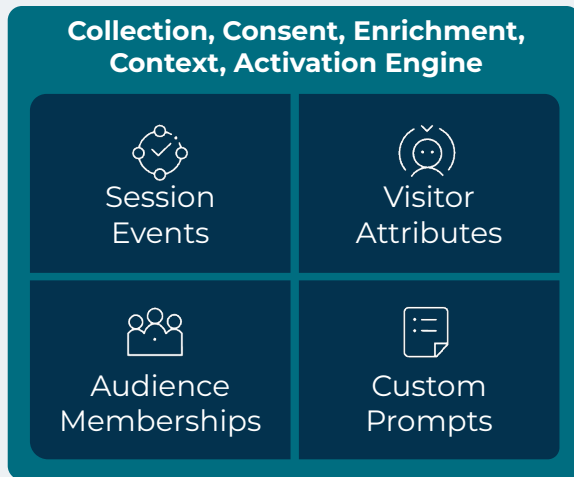 Collection, Consent, Enrichment,
Context, Activation Engine
Session
Events
Visitor
Attributes
Audience
Memberships
Custom
Prompts